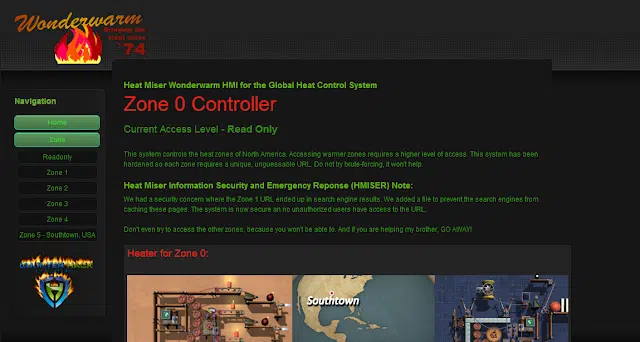 Wonderwarm
Bringing the
Heat since
'74
Heat Miser Wonderwarm HMI for the Global Heat Control System
Zone 0 Controller
Navigation
Home
Zone
Readonly
Zone 1
Zone 2
Zone 3
Zone 4
Zone 5 - Southtown, USA
COUNTER HACK
Current Access Level - Read Only
This system controls the heat zones of North America. Accessing warmer zones requires a higher level of access. This system has been
hardened so each zone requires a unique, unguessable URL. Do not try brute-forcing, it won't help.
Heat Miser Information Security and Emergency Reponse (HMISER) Note:
We had a security concern where the Zone 1 URL ended up in search engine results. We added a file to prevent the search engines from
caching these pages. The system is now secure an no unauthorized users have access to the URL.
Don't even try to access the other zones, because you won't be able to. And if you are helping my brother, GO AWAY!
Heater for Zone 0:
Southtown